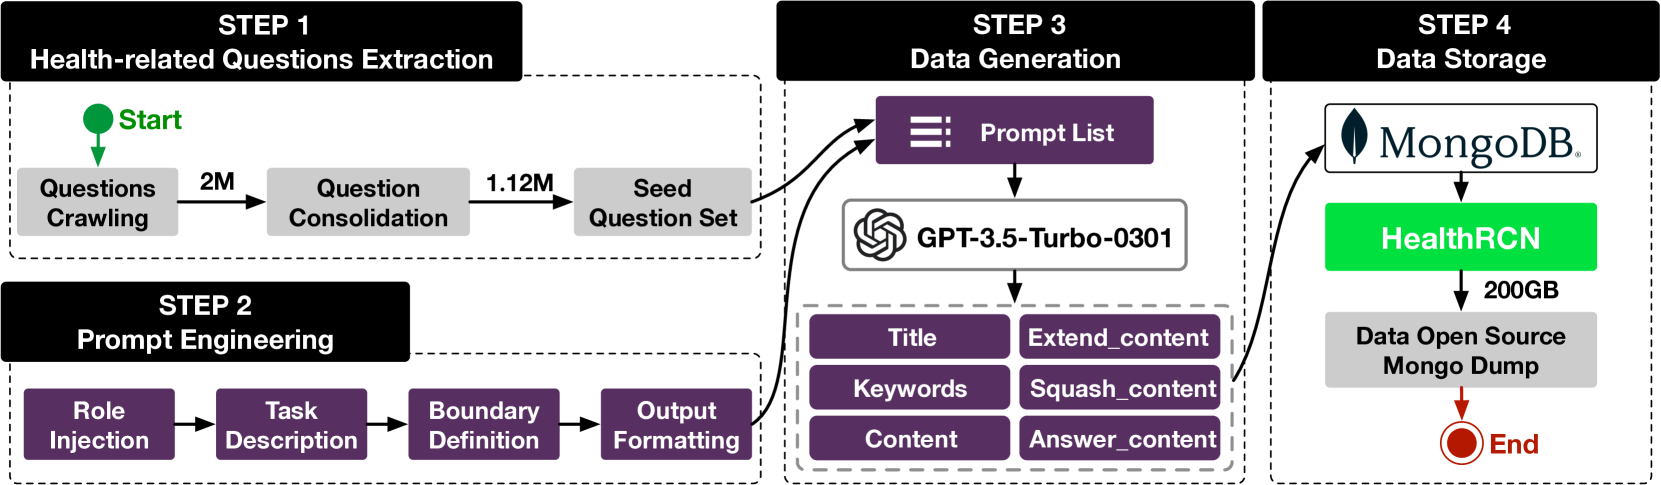 STEP 1
Health-related Questions Extraction
Start
Questions
Crawling
2M
Question
Consolidation
1.12M
Seed
Question Set
STEP 2
Prompt Engineering
Role
Injection
Task
Description
Boundary
Definition
Output
Formatting
STEP 3
Data Generation
Prompt List
GPT-3.5-Turbo-0301
Title
Extend_content
Keywords
Squash_content
Content
Answer_content
STEP 4
Data Storage
MongoDB®
HealthRCN
200GB
Data Open Source
Mongo Dump
End